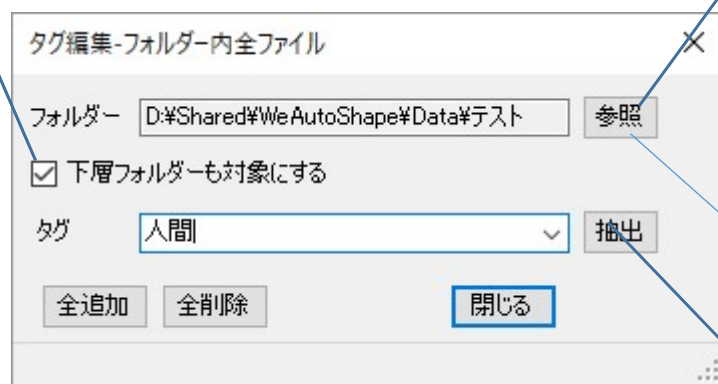 タグ編集-フォルダー内全ファイル
フォルダー D:¥Shared¥WeAutoShape¥Data¥テスト 参照
下層フォルダーも対象にする
タグ 人間 抽出
全追加 全削除 閉じる